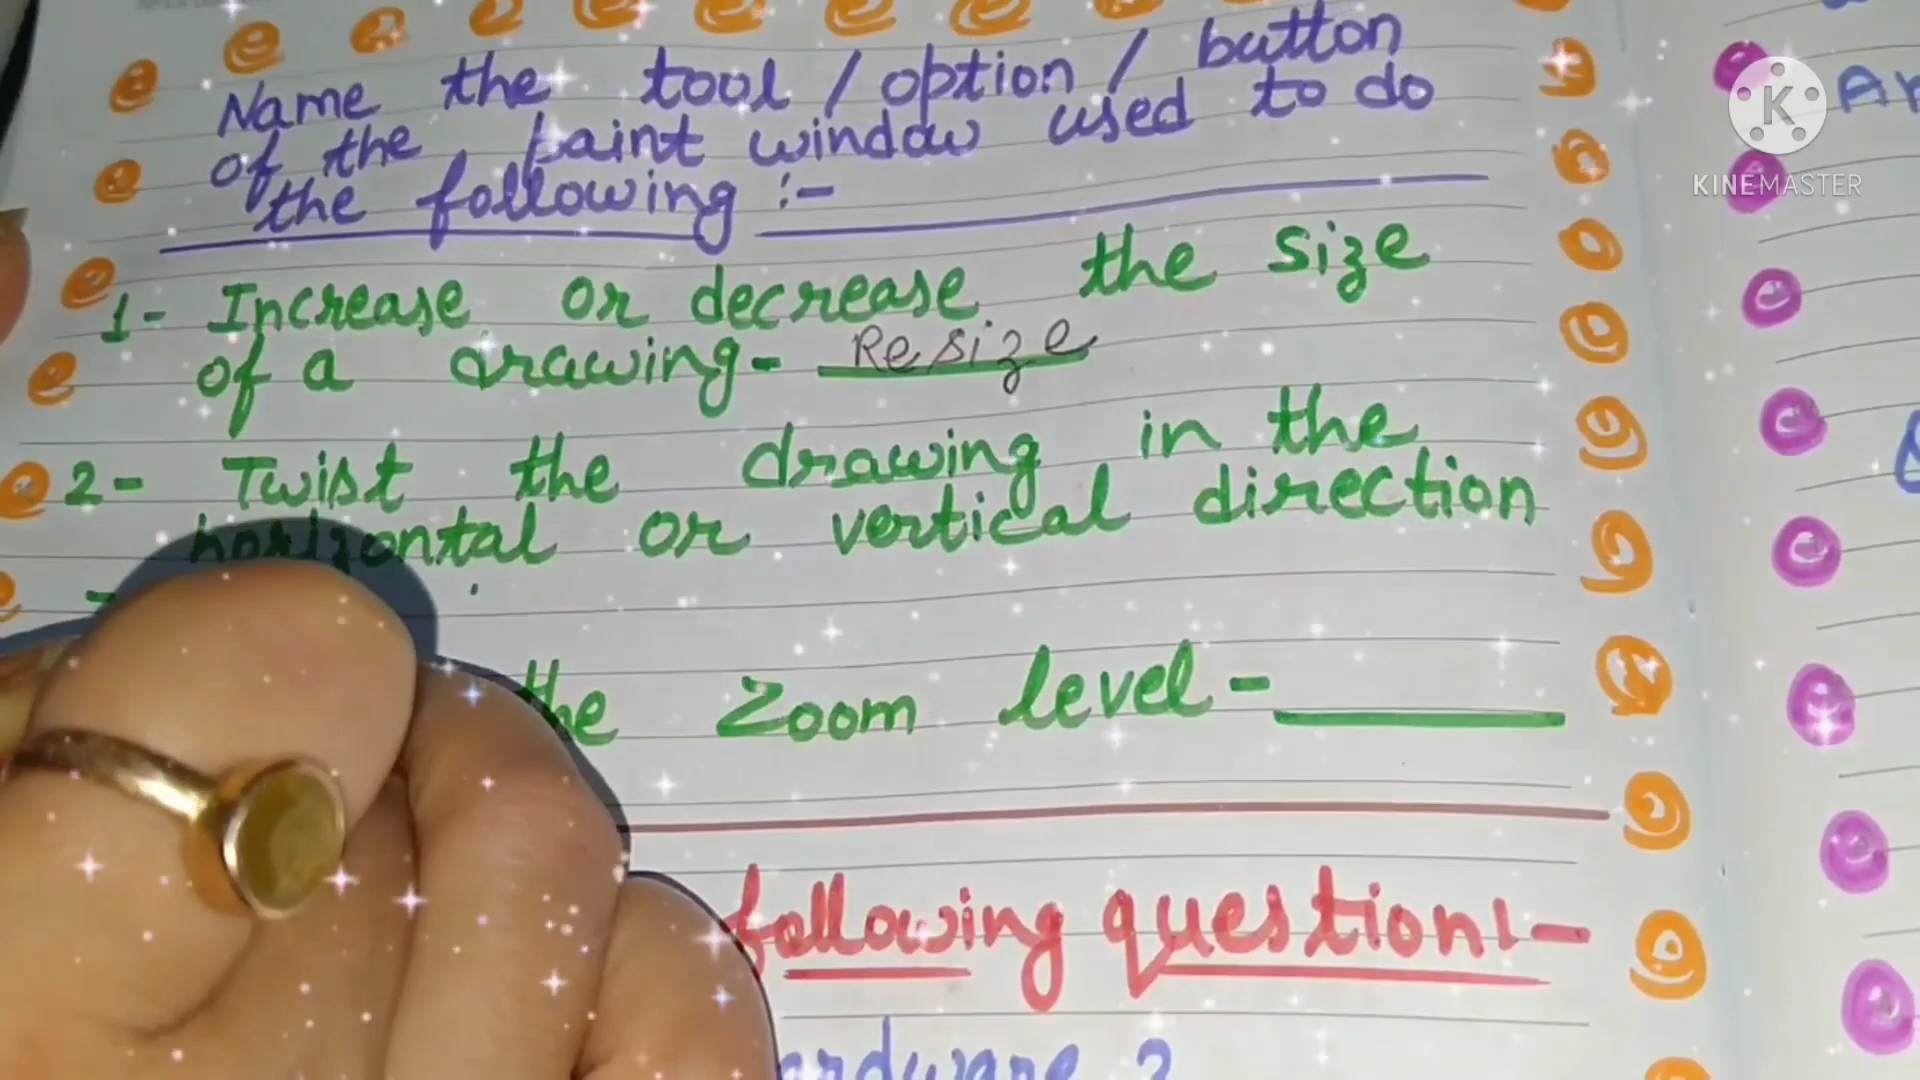 Name the tool / option / button
of the paint window used to do
the following :-
1- Increase or decrease the size
of a drawing- Resize
2- Twist the drawing in the
horizontal or vertical direction
the Zoom level-
following questions-
K
KINEMASTER